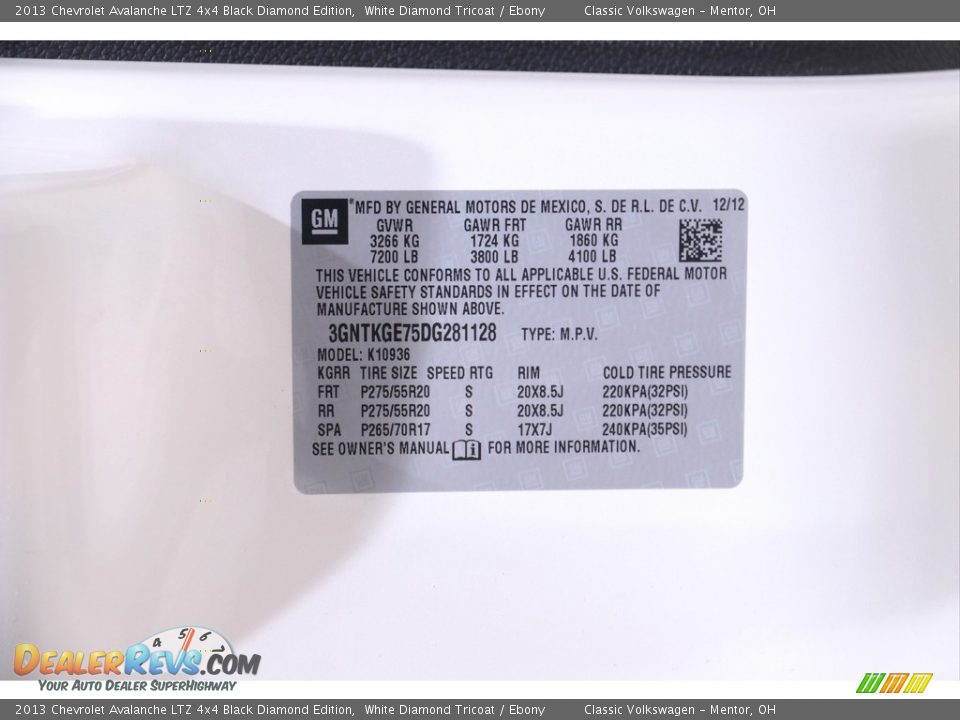 2013 Chevrolet Avalanche LTZ 4x4 Black Diamond Edition, White Diamond Tricoat / Ebony Classic Volkswagen - Mentor, OH
GM ® MFD BY GENERAL MOTORS DE MEXICO, S. DE R.L. DE C.V. 12/12
GVWR GAWR FRT GAWR RR
3266 KG 1724 KG 1860 KG
7200 LB 3800 LB 4100 LB
THIS VEHICLE CONFORMS TO ALL APPLICABLE U.S. FEDERAL MOTOR
VEHICLE SAFETY STANDARDS IN EFFECT ON THE DATE OF
MANUFACTURE SHOWN ABOVE.
3GNTKGE75DG281128 TYPE: M.P.V.
MODEL: K10936
KGRR TIRE SIZE SPEED RTG RIM COLD TIRE PRESSURE
FRT P275/55R20 S 20X8.5J 220KPA(32PSI)
RR P275/55R20 S 20X8.5J 220KPA(32PSI)
SPA P265/70R17 S 17X7J 240KPA(35PSI)
SEE OWNER'S MANUAL i FOR MORE INFORMATION.
4 5 6 7
DEALERREVS.COM
YOUR AUTO DEALER SUPERHIGHWAY
2013 Chevrolet Avalanche LTZ 4x4 Black Diamond Edition, White Diamond Tricoat / Ebony Classic Volkswagen - Mentor, OH